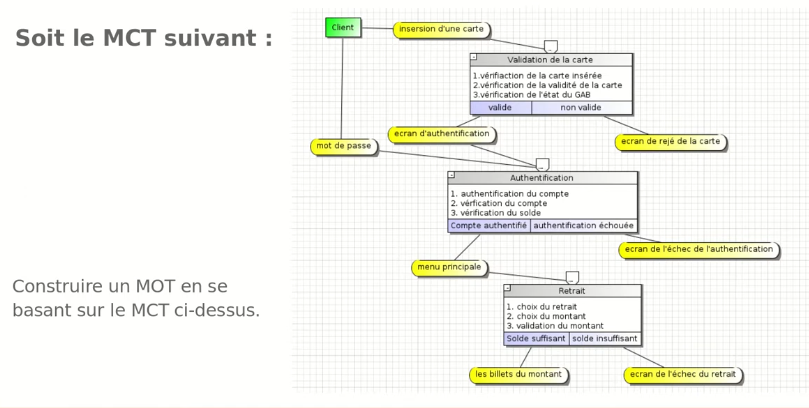 Soit le MCT suivant :
Client
insersion d'une carte
Validation de la carte
1.vérifiaction de la carte insérée
2.vérification de la validité de la carte
3.vérification de l'état du GAB
valide
non valide
mot de passe
ecran d'authentification
ecran de rejé de la carte
Authentification
1. authentification du compte
2. vérfication du compte
3. vérification du solde
Compte authentifié
authentification échouée
menu principale
ecran de l'échec de l'authentification
Construire un MOT en se
basant sur le MCT ci-dessus.
Retrait
1. choix du retrait
2. choix du montant
3. validation du montant
Solde suffisant
solde insuffisant
les billets du montant
ecran de l'échec du retrait